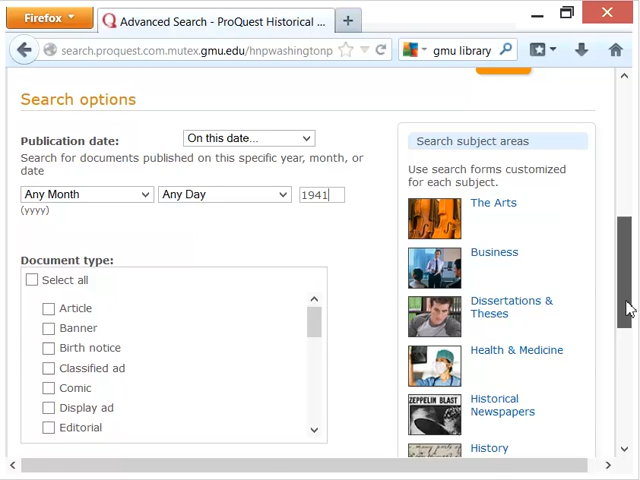 Firefox
Advanced Search - ProQuest Historical ...
search.proquest.com.mutex.gmu.edu/hnpwashingtonp
gmu library
Search options
Publication date:
On this date...
Search for documents published on this specific year, month, or
date
Any Month
Any Day
1941
(yyyy)
Document type:
Select all
Article
Banner
Birth notice
Classified ad
Comic
Display ad
Editorial
Search subject areas
Use search forms customized
for each subject.
The Arts
Business
Dissertations &
Theses
Health & Medicine
ZEPPELIN BLAST
Historical
Newspapers
History